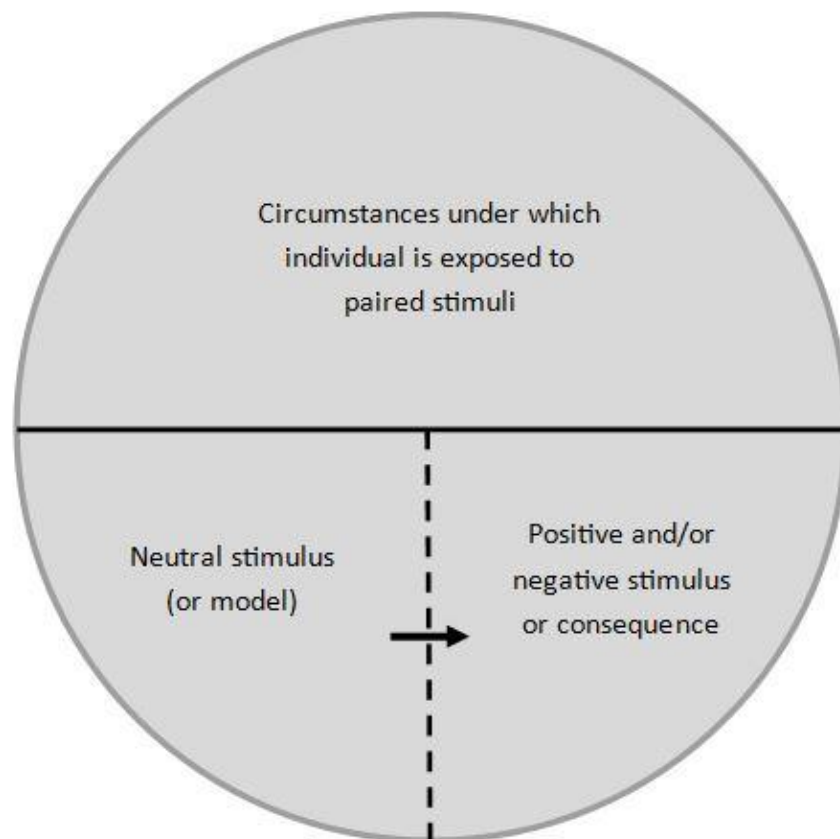 Circumstances under which
individual is exposed to
paired stimuli
Neutral stimulus
(or model)
Positive and/or
negative stimulus
or consequence